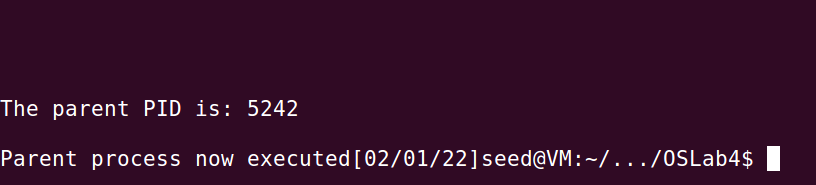 The parent PID is: 5242
Parent process now executed[02/01/22]seed@VM:~/.../OSLab4$